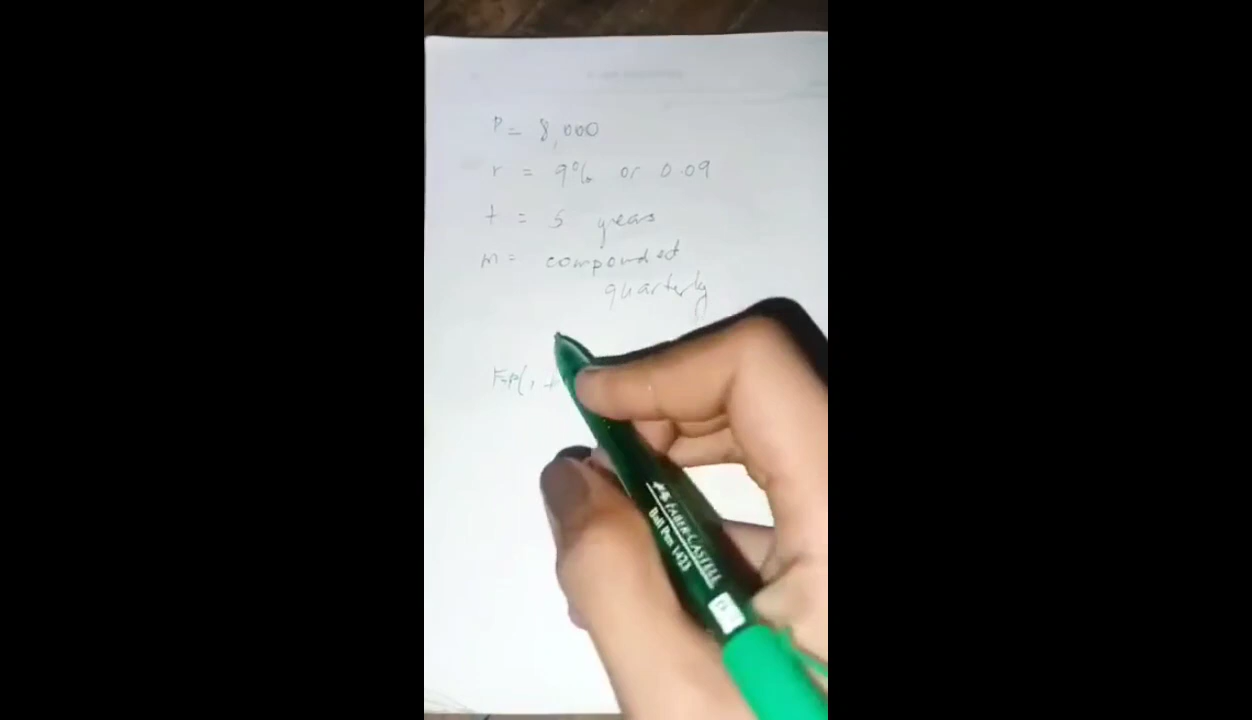 P = 8,000
r = 9% or 0.09
t = 5 years
m = compounded
quarterly
F=P(1 +
FABER-CASTELL
Ball Pen 1423